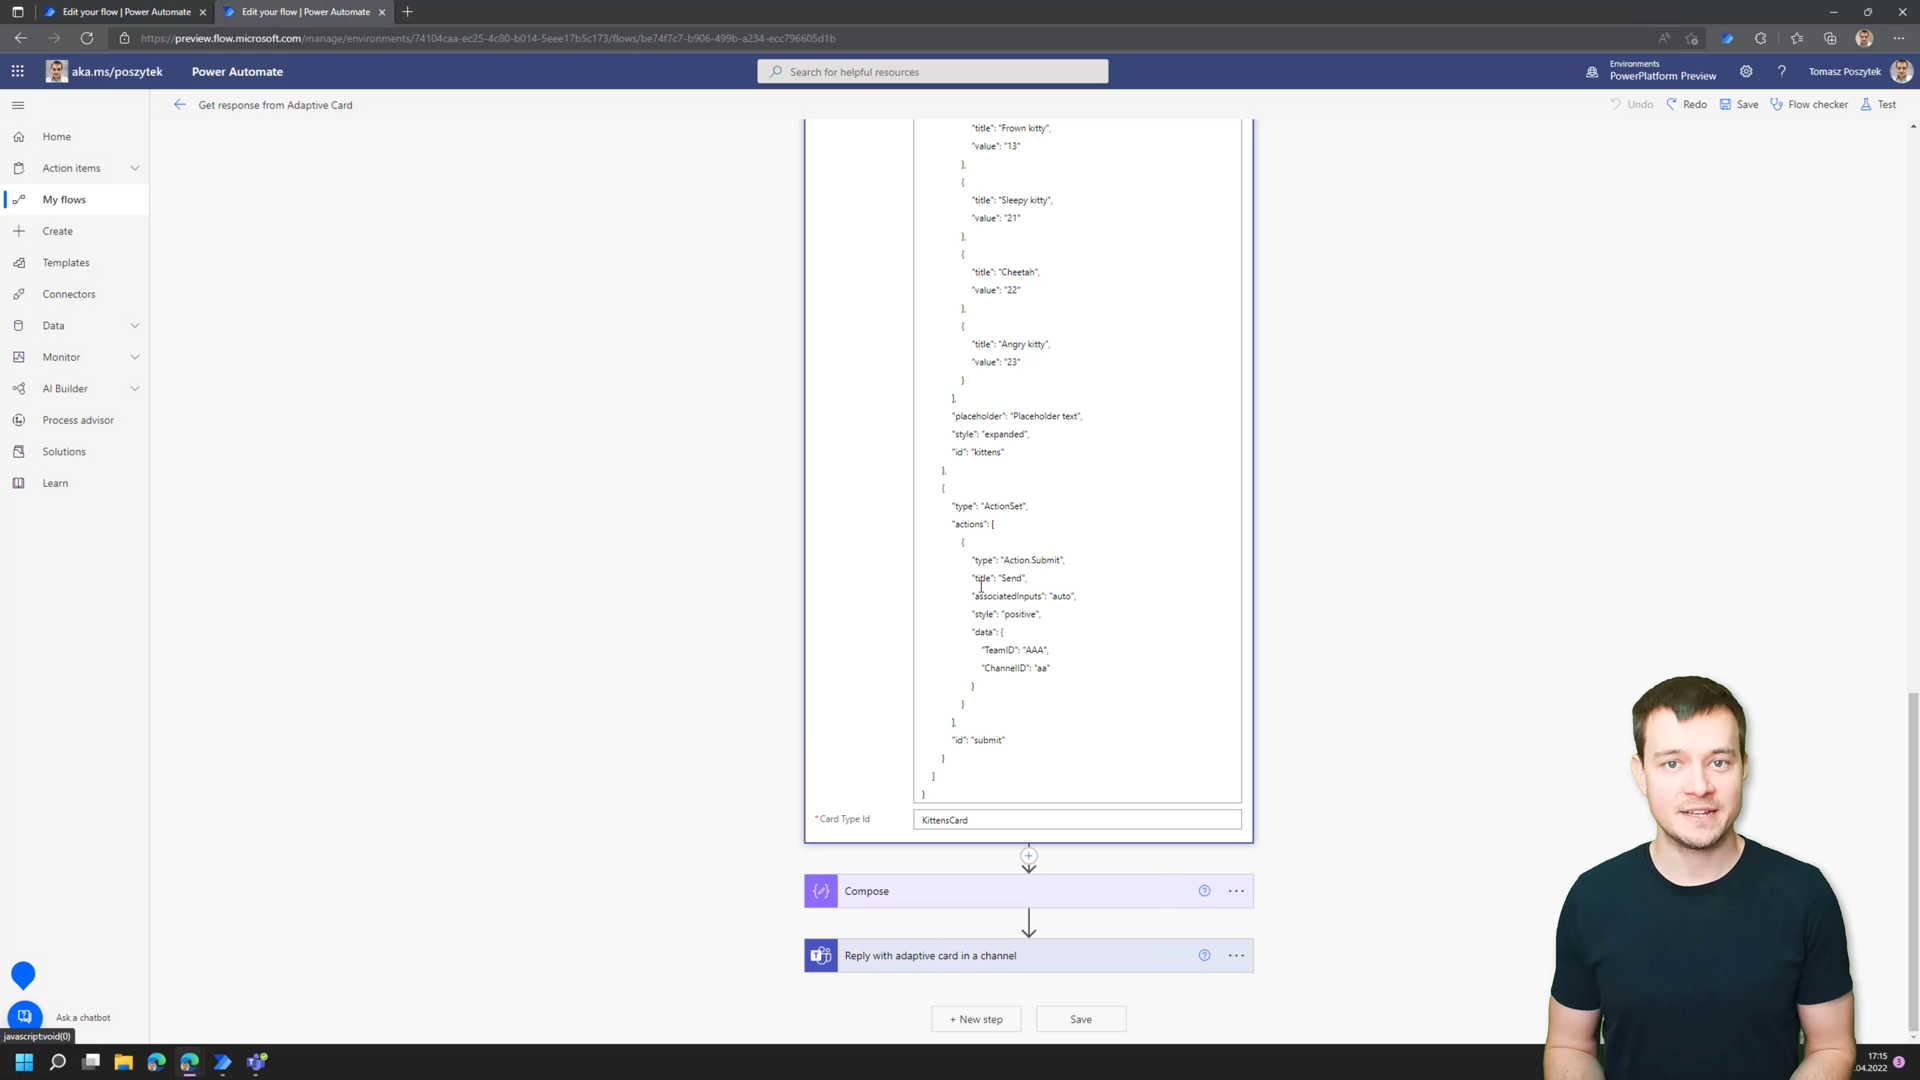 Edit your flow | Power Automate
Edit your flow | Power Automate
https://preview.flow.microsoft.com/manage/environments/74104caa-ec25-4c80-b014-5eee17b5c173/flows/be74f7c7-b906-499b-a234-ecc796605d1b
aka.ms/poszytek
Power Automate
Search for helpful resources
Environments
PowerPlatform Preview
Tomasz Poszytek
Get response from Adaptive Card
Undo
Redo
Save
Flow checker
Test
Home
Action items
My flows
Create
Templates
Connectors
Data
Monitor
AI Builder
Process advisor
Solutions
Learn
"title": "Frown kitty",
"value": "13"
},
{
"title": "Sleepy kitty",
"value": "21"
},
{
"title": "Cheetah",
"value": "22"
},
{
"title": "Angry kitty",
"value": "23"
}
],
"placeholder": "Placeholder text",
"style": "expanded",
"id": "kittens"
},
{
"type": "ActionSet",
"actions": [
{
"type": "Action.Submit",
"title": "Send",
"associatedInputs": "auto",
"style": "positive",
"data": {
"TeamID": "AAA",
"ChannelID": "aa"
}
}
],
"id": "submit"
}
]
}
* Card Type Id
KittensCard
Compose
Reply with adaptive card in a channel
+ New step
Save
Ask a chatbot
javascript:void(0)
17:15
.04.2022
3